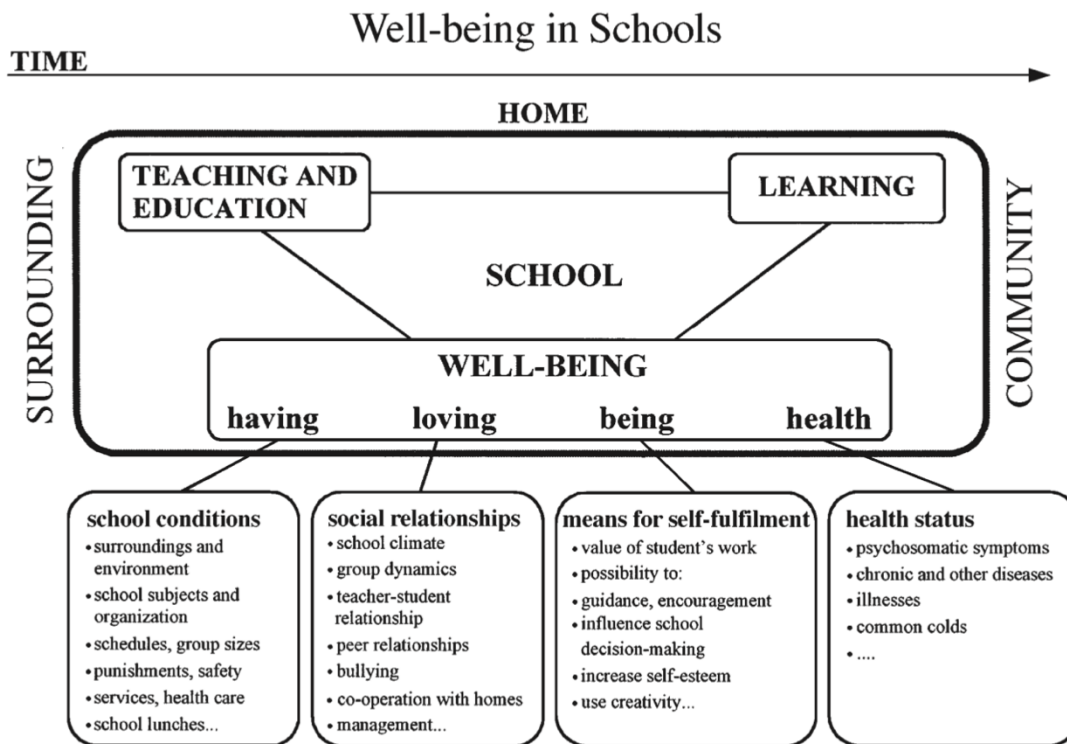 Well-being in Schools
TIME
HOME
SURROUNDING
COMMUNITY
TEACHING AND
EDUCATION
LEARNING
SCHOOL
WELL-BEING
having loving being health
school conditions
• surroundings and
environment
• school subjects and
organization
• schedules, group sizes
• punishments, safety
• services, health care
• school lunches...
social relationships
• school climate
• group dynamics
• teacher-student
relationship
• peer relationships
• bullying
• co-operation with homes
• management...
means for self-fulfilment
• value of student's work
• possibility to:
• guidance, encouragement
• influence school
decision-making
• increase self-esteem
• use creativity...
health status
• psychosomatic symptoms
• chronic and other diseases
• illnesses
• common colds
• ....